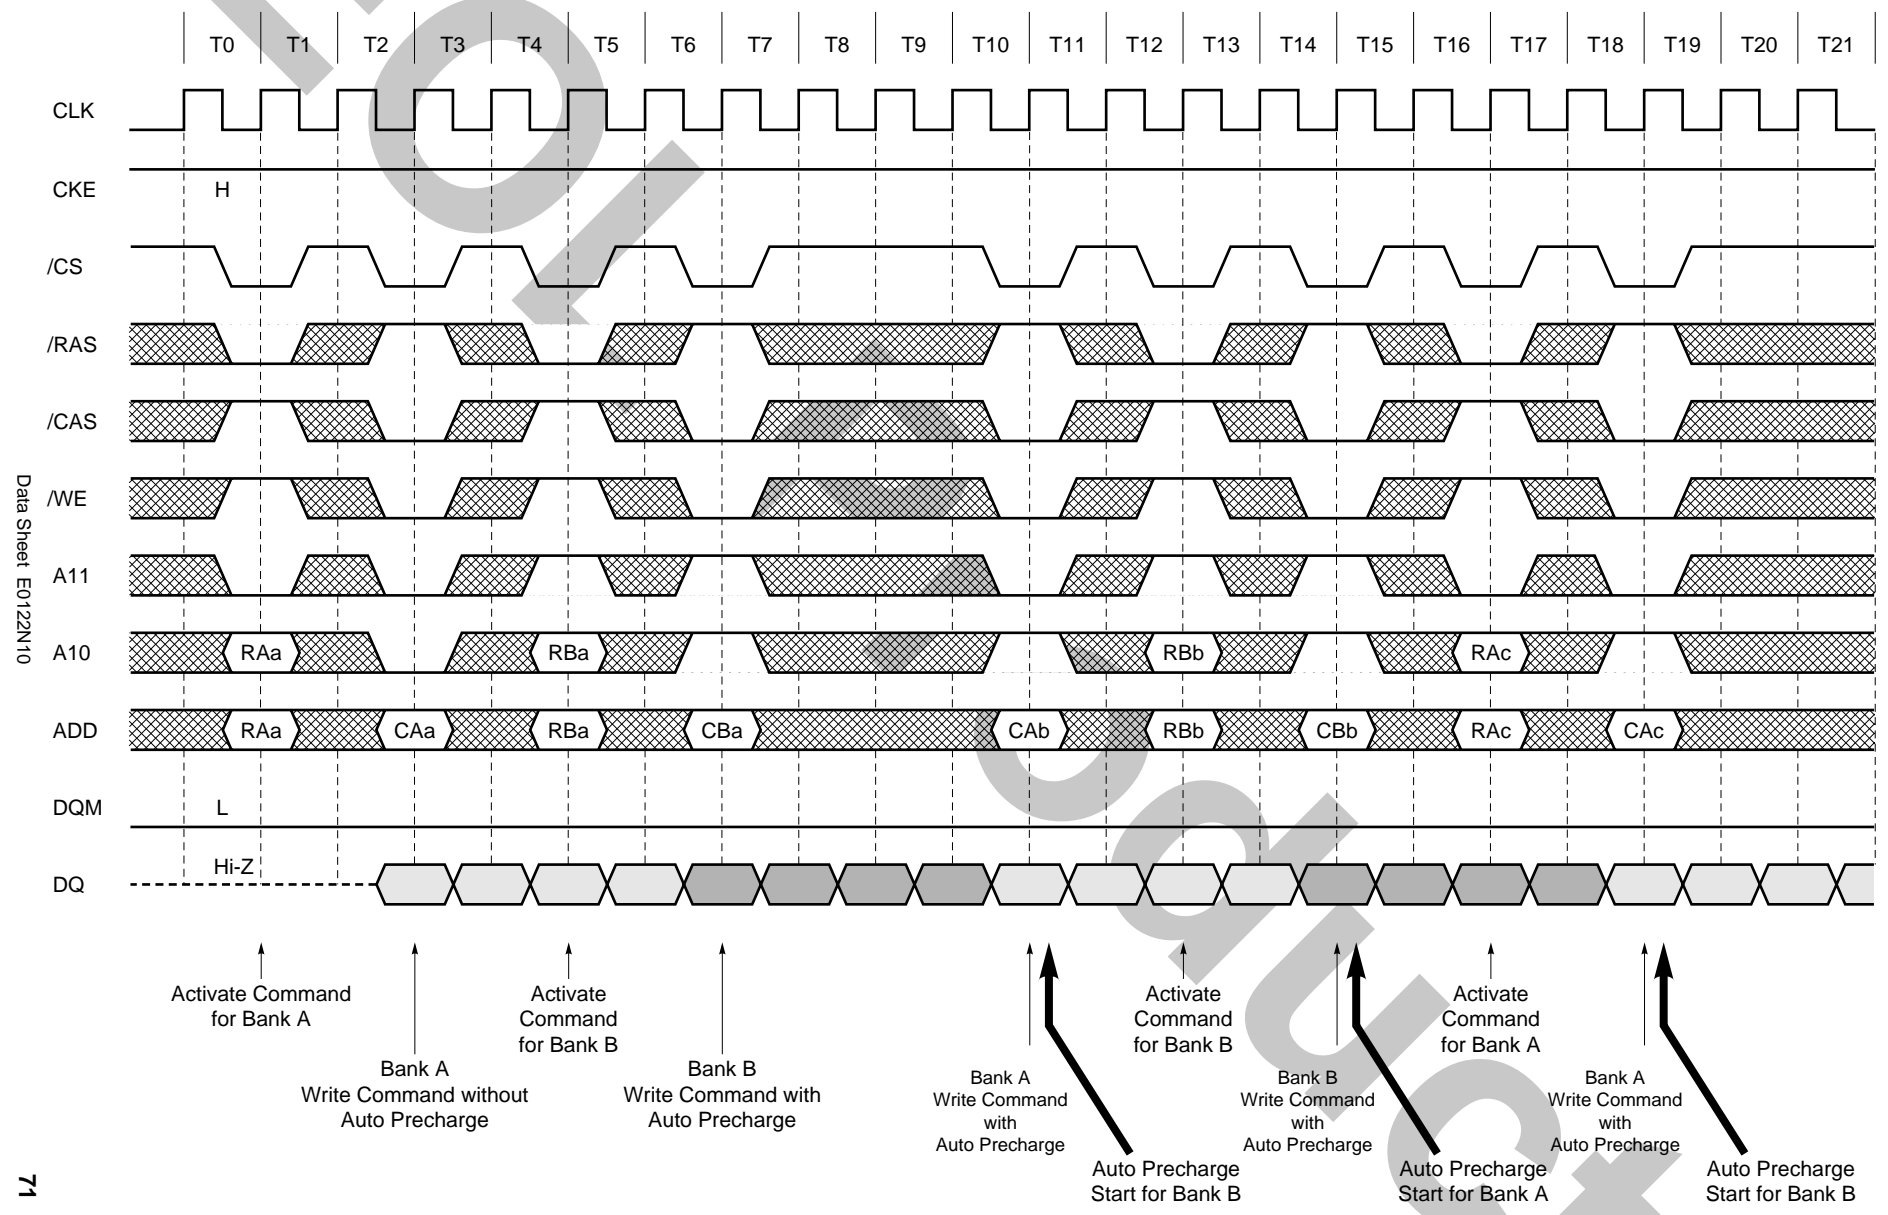 T0 T1 T2 T3 T4 T5 T6 T7 T8 T9 T10 T11 T12 T13 T14 T15 T16 T17 T18 T19 T20 T21
CLK
CKE H
/CS
/RAS
/CAS
/WE
A11
A10 RAa RBa RBb RAc
ADD RAa CAa RBa CBa CAb RBb CBb RAc CAc
DQM L
DQ Hi-Z
Activate Command
for Bank A
Bank A
Write Command without
Auto Precharge
Activate
Command
for Bank B
Bank B
Write Command with
Auto Precharge
Bank A
Write Command
with
Auto Precharge
Auto Precharge
Start for Bank B
Activate
Command
for Bank B
Bank B
Write Command
with
Auto Precharge
Auto Precharge
Start for Bank A
Activate
Command
for Bank A
Bank A
Write Command
with
Auto Precharge
Auto Precharge
Start for Bank B
Data Sheet E0122N10
71